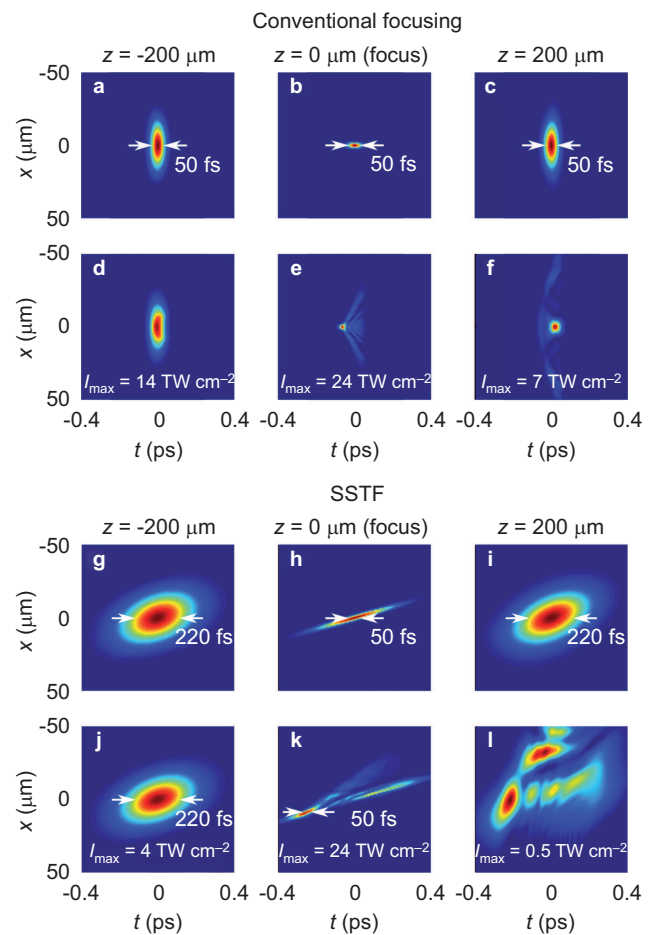 Conventional focusing
z = -200 μm z = 0 μm (focus) z = 200 μm
-50 a b c
x (μm) 0 50 fs 50 fs 50 fs
50
-50 d e f
x (μm) 0
I_max = 14 TW cm⁻² I_max = 24 TW cm⁻² I_max = 7 TW cm⁻²
50
-0.4 0 0.4 -0.4 0 0.4 -0.4 0 0.4
t (ps) t (ps) t (ps)
SSTF
z = -200 μm z = 0 μm (focus) z = 200 μm
-50 g h i
x (μm) 0 220 fs 50 fs 220 fs
50
-50 j k l
x (μm) 0 220 fs 50 fs
I_max = 4 TW cm⁻² I_max = 24 TW cm⁻² I_max = 0.5 TW cm⁻²
50
-0.4 0 0.4 -0.4 0 0.4 -0.4 0 0.4
t (ps) t (ps) t (ps)